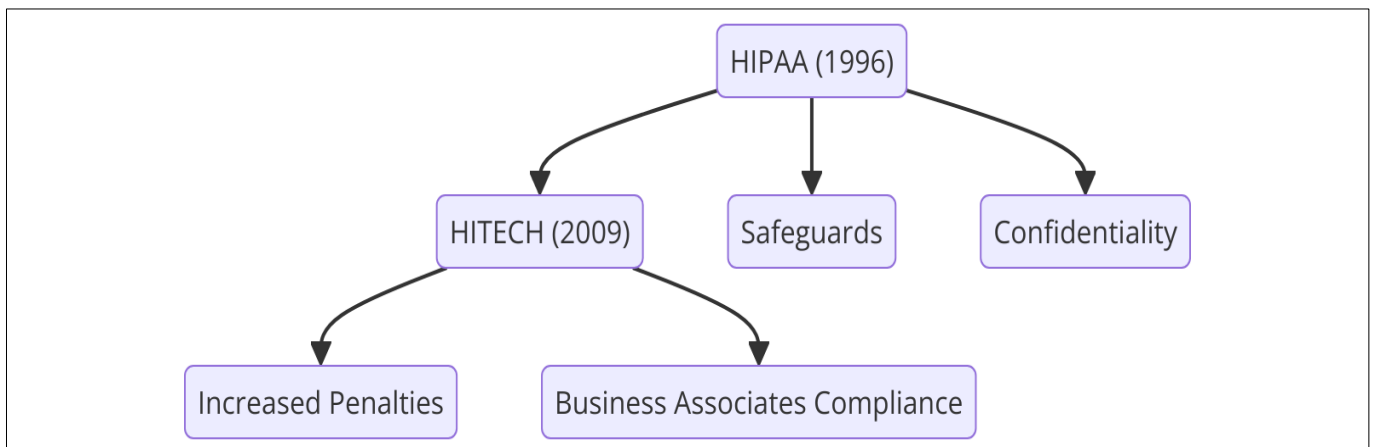 HIPAA (1996)
HITECH (2009)
Safeguards
Confidentiality
Increased Penalties
Business Associates Compliance